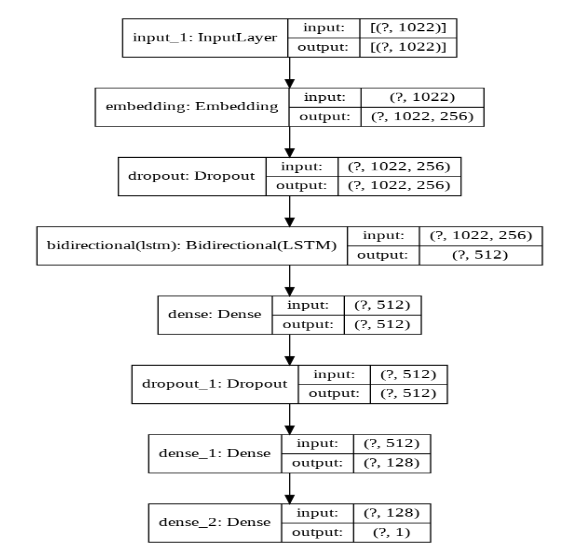 input_1: InputLayer input: [(?, 1022)]
output: [(?, 1022)]
embedding: Embedding input: (?, 1022)
output: (?, 1022, 256)
dropout: Dropout input: (?, 1022, 256)
output: (?, 1022, 256)
bidirectional(lstm): Bidirectional(LSTM) input: (?, 1022, 256)
output: (?, 512)
dense: Dense input: (?, 512)
output: (?, 512)
dropout_1: Dropout input: (?, 512)
output: (?, 512)
dense_1: Dense input: (?, 512)
output: (?, 128)
dense_2: Dense input: (?, 128)
output: (?, 1)